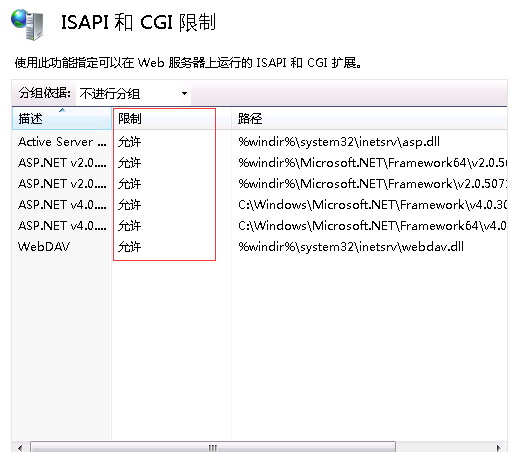 ISAPI 和 CGI 限制
使用此功能指定可以在 Web 服务器上运行的 ISAPI 和 CGI 扩展。
分组依据: 不进行分组
描述 限制 路径
Active Server ... 允许 %windir%\system32\inetsrv\asp.dll
ASP.NET v2.0.... 允许 %windir%\Microsoft.NET\Framework64\v2.0.50
ASP.NET v2.0.... 允许 %windir%\Microsoft.NET\Framework\v2.0.5072
ASP.NET v4.0.... 允许 C:\Windows\Microsoft.NET\Framework\v4.0.30
ASP.NET v4.0.... 允许 C:\Windows\Microsoft.NET\Framework64\v4.0
WebDAV 允许 %windir%\system32\inetsrv\webdav.dll